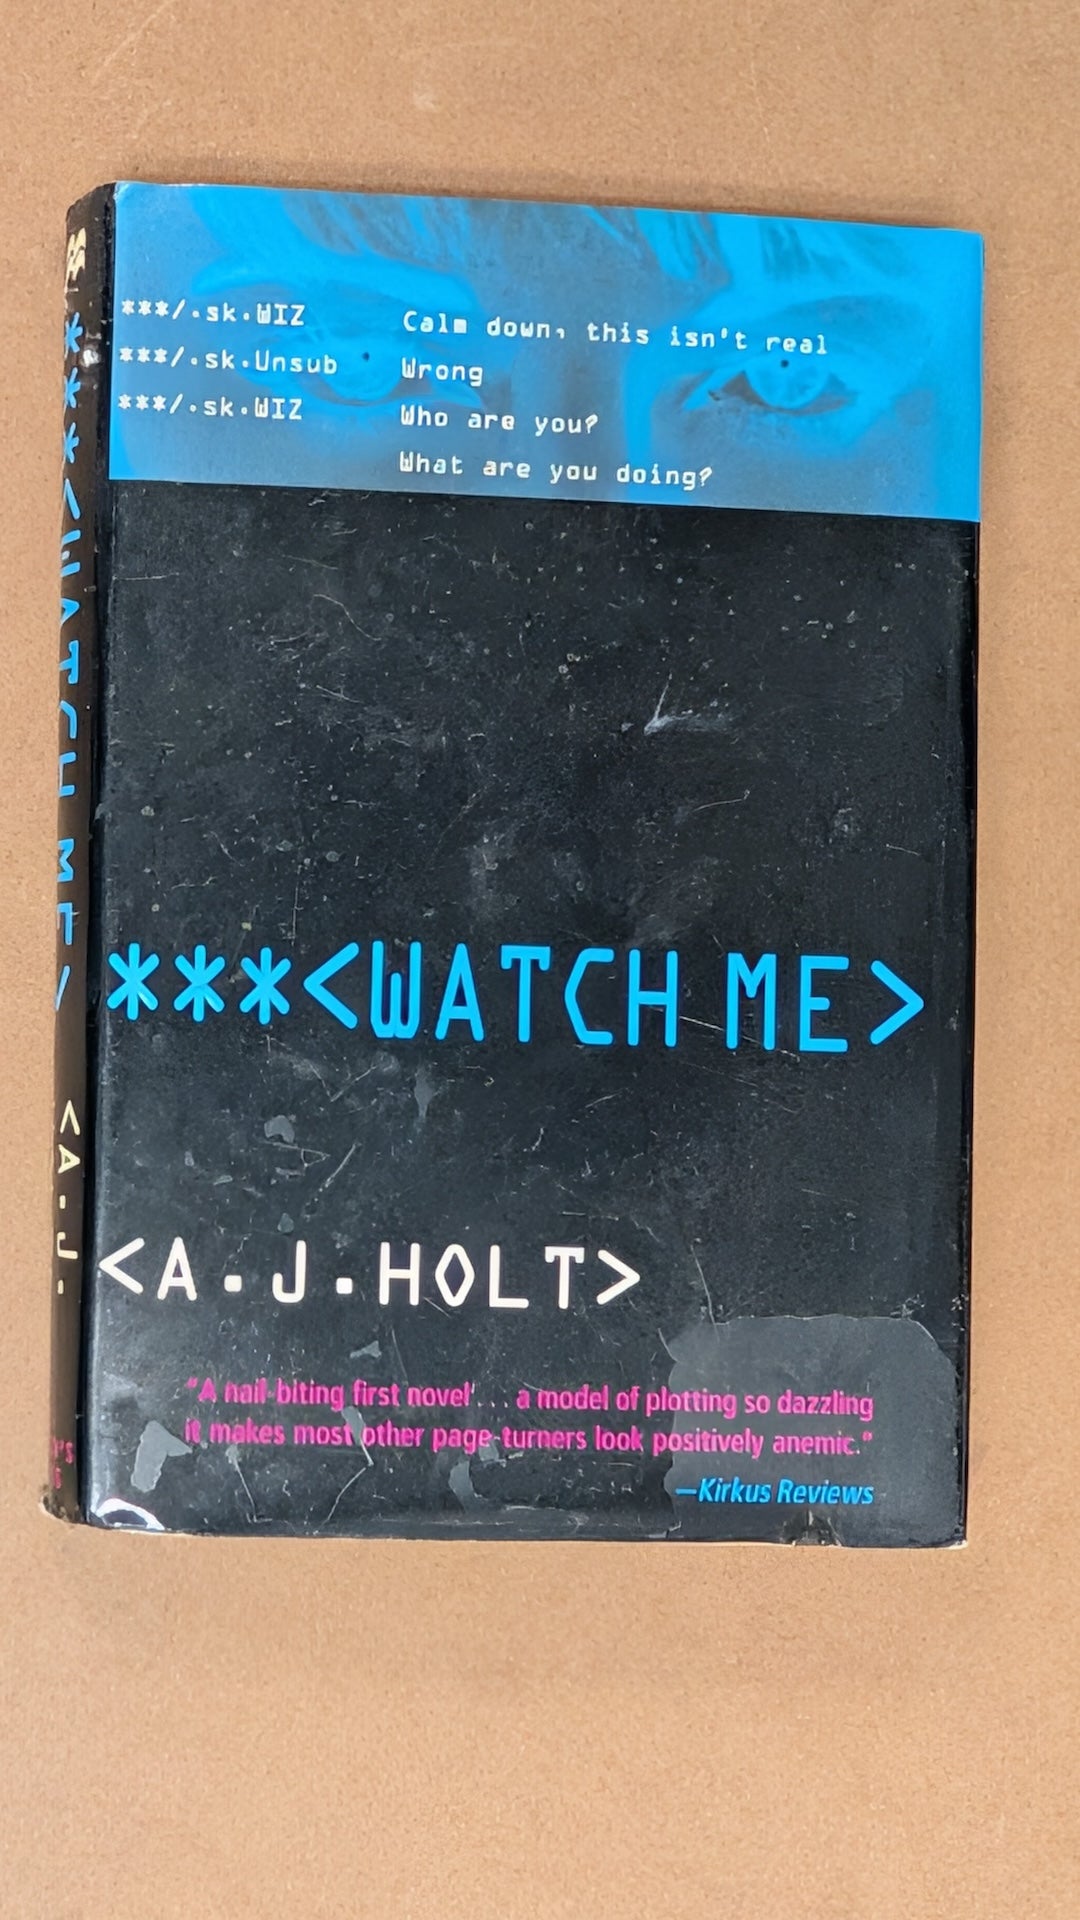 ***/.sk.WIZ Calm down, this isn't real
***/.sk.Unsub Wrong
***/.sk.WIZ Who are you?
What are you doing?
***<WATCH ME>
<A.J.HOLT>
"A nail-biting first novel . . . a model of plotting so dazzling
it makes most other page-turners look positively anemic."
—Kirkus Reviews
***<WATCH ME>
<A.J.